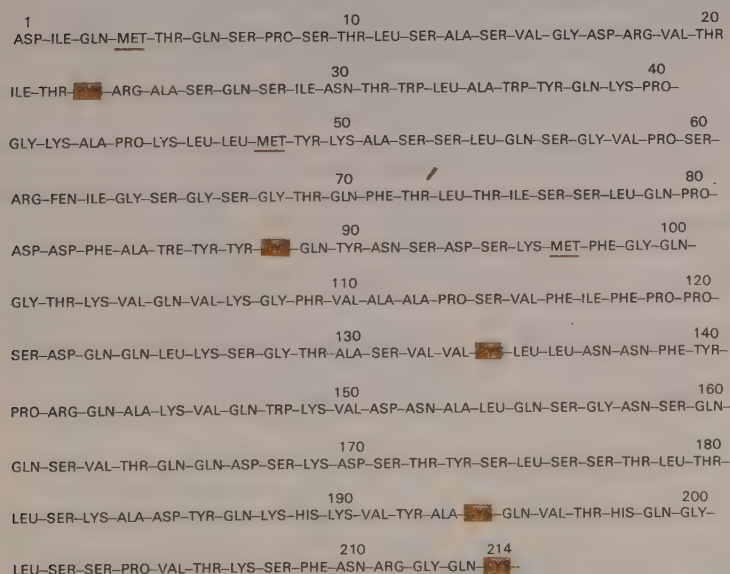 1 10 20
ASP–ILE–GLN–MET–THR–GLN–SER–PRO–SER–THR–LEU–SER–ALA–SER–VAL–GLY–ASP–ARG–VAL–THR
ILE–THR– –ARG–ALA–SER–GLN–SER–ILE–ASN–THR–TRP–LEU–ALA–TRP–TYR–GLN–LYS–PRO–
30 40
GLY–LYS–ALA–PRO–LYS–LEU–LEU–MET–TYR–LYS–ALA–SER–SER–LEU–GLN–SER–GLY–VAL–PRO–SER–
50 60
ARG–FEN–ILE–GLY–SER–GLY–SER–GLY–THR–GLN–PHE–THR–LEU–THR–ILE–SER–SER–LEU–GLN–PRO–
70 80
ASP–ASP–PHE–ALA–TRE–TYR–TYR– –GLN–TYR–ASN–SER–ASP–SER–LYS–MET–PHE–GLY–GLN–
90 100
GLY–THR–LYS–VAL–GLN–VAL–LYS–GLY–PHR–VAL–ALA–ALA–PRO–SER–VAL–PHE–ILE–PHE–PRO–PRO–
110 120
SER–ASP–GLN–GLN–LEU–LYS–SER–GLY–THR–ALA–SER–VAL–VAL– –LEU–LEU–ASN–ASN–PHE–TYR–
130 140
PRO–ARG–GLN–ALA–LYS–VAL–GLN–TRP–LYS–VAL–ASP–ASN–ALA–LEU–GLN–SER–GLY–ASN–SER–GLN–
150 160
GLN–SER–VAL–THR–GLN–GLN–ASP–SER–LYS–ASP–SER–THR–TYR–SER–LEU–SER–SER–THR–LEU–THR–
170 180
LEU–SER–LYS–ALA–ASP–TYR–GLN–LYS–HIS–LYS–VAL–TYR–ALA– –GLN–VAL–THR–HIS–GLN–GLY–
190 200
LEU–SER–SER–PRO–VAL–THR–LYS–SER–PHE–ASN–ARG–GLY–GLN–
210 214